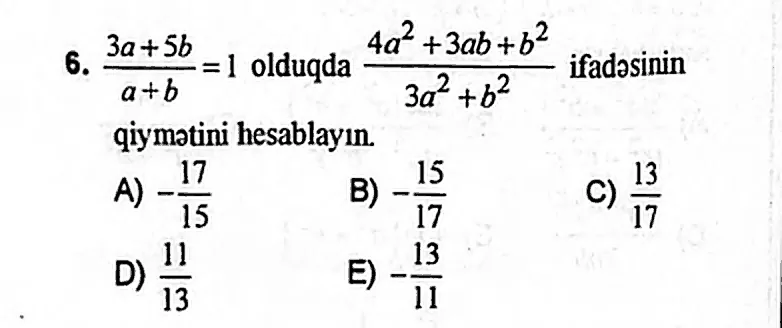 6. (3a+5b)/(a+b) = 1 olduqda (4a² +3ab+b²)/(3a² +b²) ifadəsinin
qiymətini hesablayın.
A) −17/15 B) −15/17 C) 13/17
D) 11/13 E) −13/11